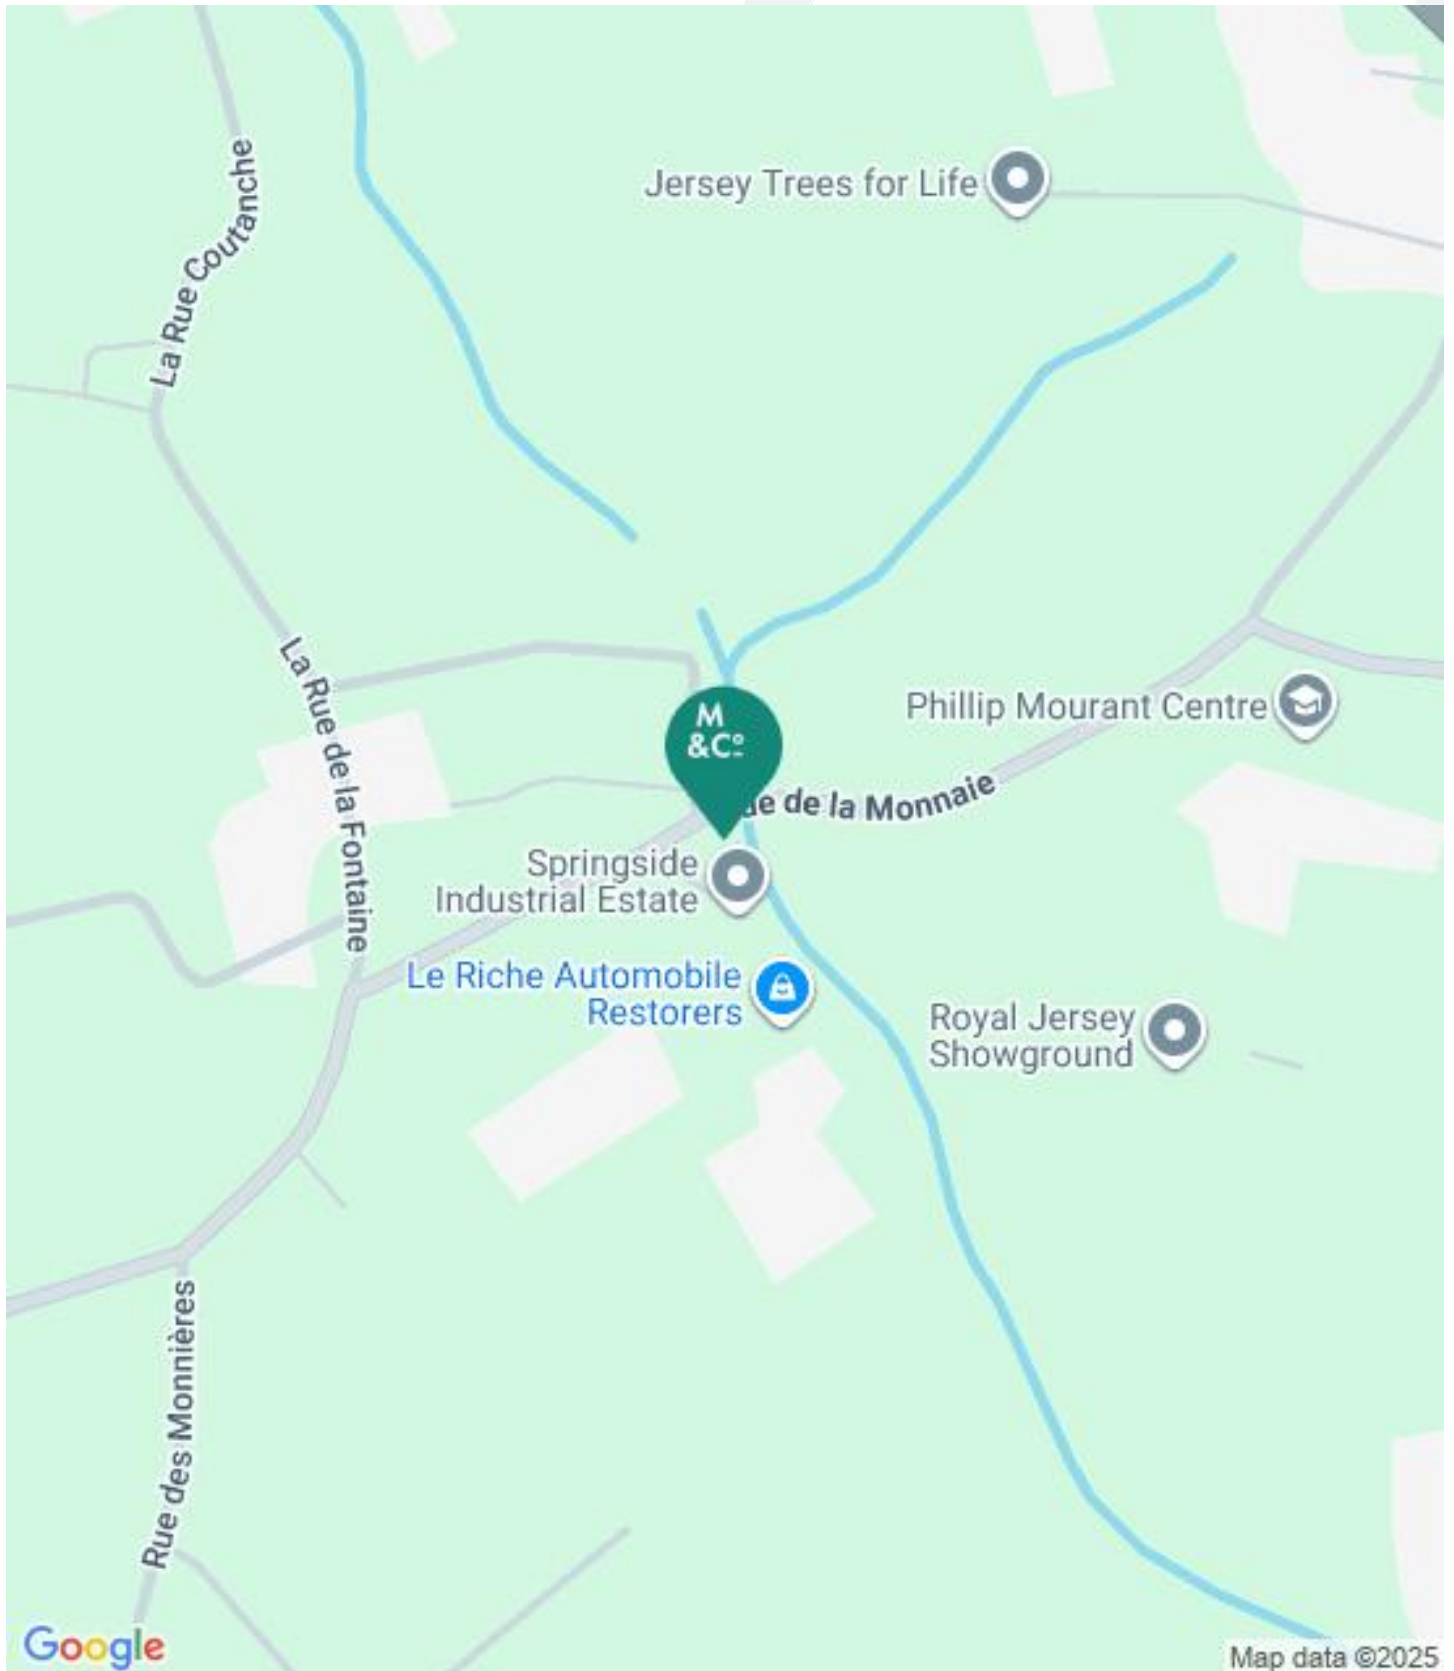 Jersey Trees for Life
La Rue Coutanche
La Rue de la Fontaine
Phillip Mourant Centre
M
&Cº
de la Monnaie
Springside
Industrial Estate
Le Riche Automobile
Restorers
Royal Jersey
Showground
Rue des Monnières
Google
Map data ©2025